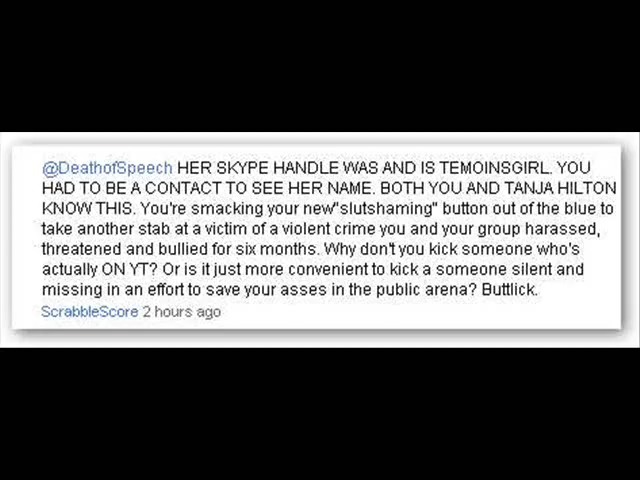 @DeathofSpeech HER SKYPE HANDLE WAS AND IS TEMOINSGIRL. YOU
HAD TO BE A CONTACT TO SEE HER NAME. BOTH YOU AND TANJA HILTON
KNOW THIS. You're smacking your new"slutshaming" button out of the blue to
take another stab at a victim of a violent crime you and your group harassed,
threatened and bullied for six months. Why don't you kick someone who's
actually ON YT? Or is it just more convenient to kick a someone silent and
missing in an effort to save your asses in the public arena? Buttlick.
ScrabbleScore 2 hours ago